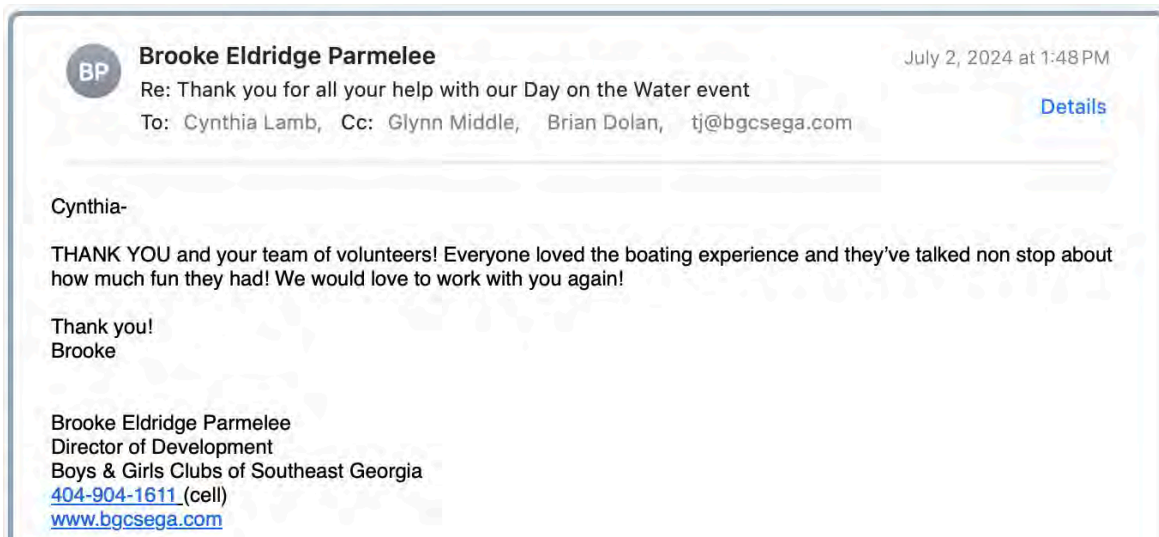 BP
Brooke Eldridge Parmelee
July 2, 2024 at 1:48 PM
Re: Thank you for all your help with our Day on the Water event
Details
To: Cynthia Lamb, Cc: Glynn Middle, Brian Dolan, tj@bgcsega.com
Cynthia-
THANK YOU and your team of volunteers! Everyone loved the boating experience and they've talked non stop about
how much fun they had! We would love to work with you again!
Thank you!
Brooke
Brooke Eldridge Parmelee
Director of Development
Boys & Girls Clubs of Southeast Georgia
404-904-1611 (cell)
www.bgcsega.com